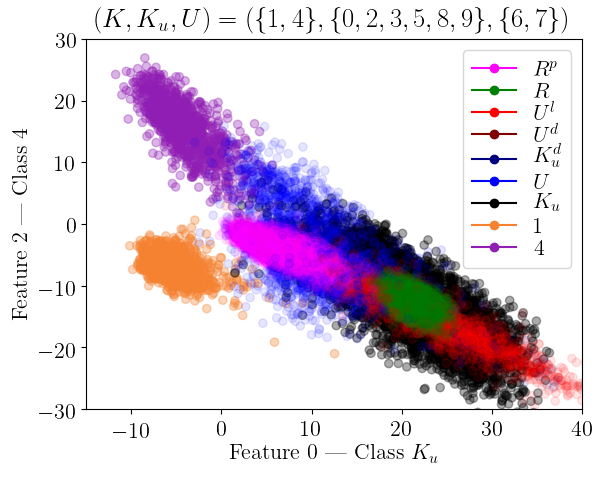 (K, K_u, U) = ({1, 4}, {0, 2, 3, 5, 8, 9}, {6, 7})
30
20
10
0
−10
−20
−30
Feature 2 — Class 4
R^p
R
U^l
U^d
K_u^d
U
K_u
1
4
−10
0
10
20
30
40
Feature 0 — Class K_u